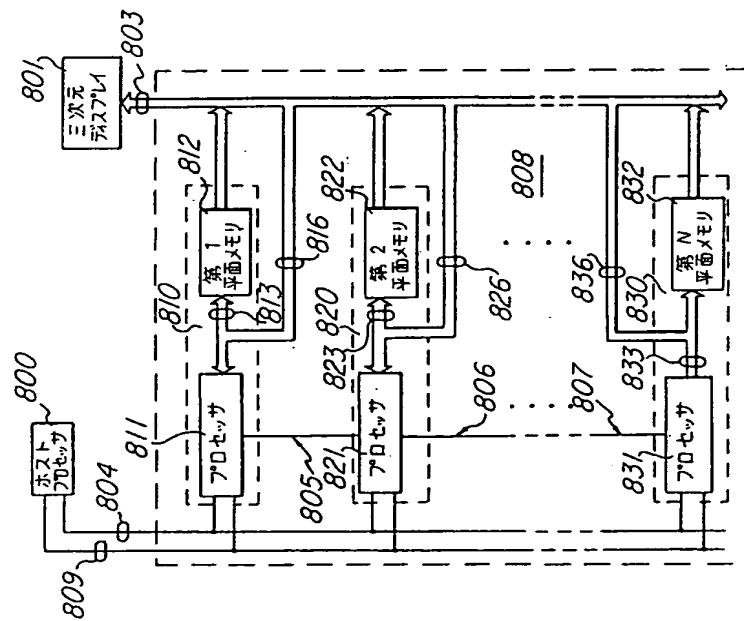 801
三次元
ディスプレイ
803
800
ホスト
プロセッサ
804
809
812
第1
平面メモリ
810
813
816
811
プロセッサ
805
822
第2
平面メモリ
820
823
826
821
プロセッサ
806
808
....
....
807
836
832
第N
平面メモリ
830
833
831
プロセッサ